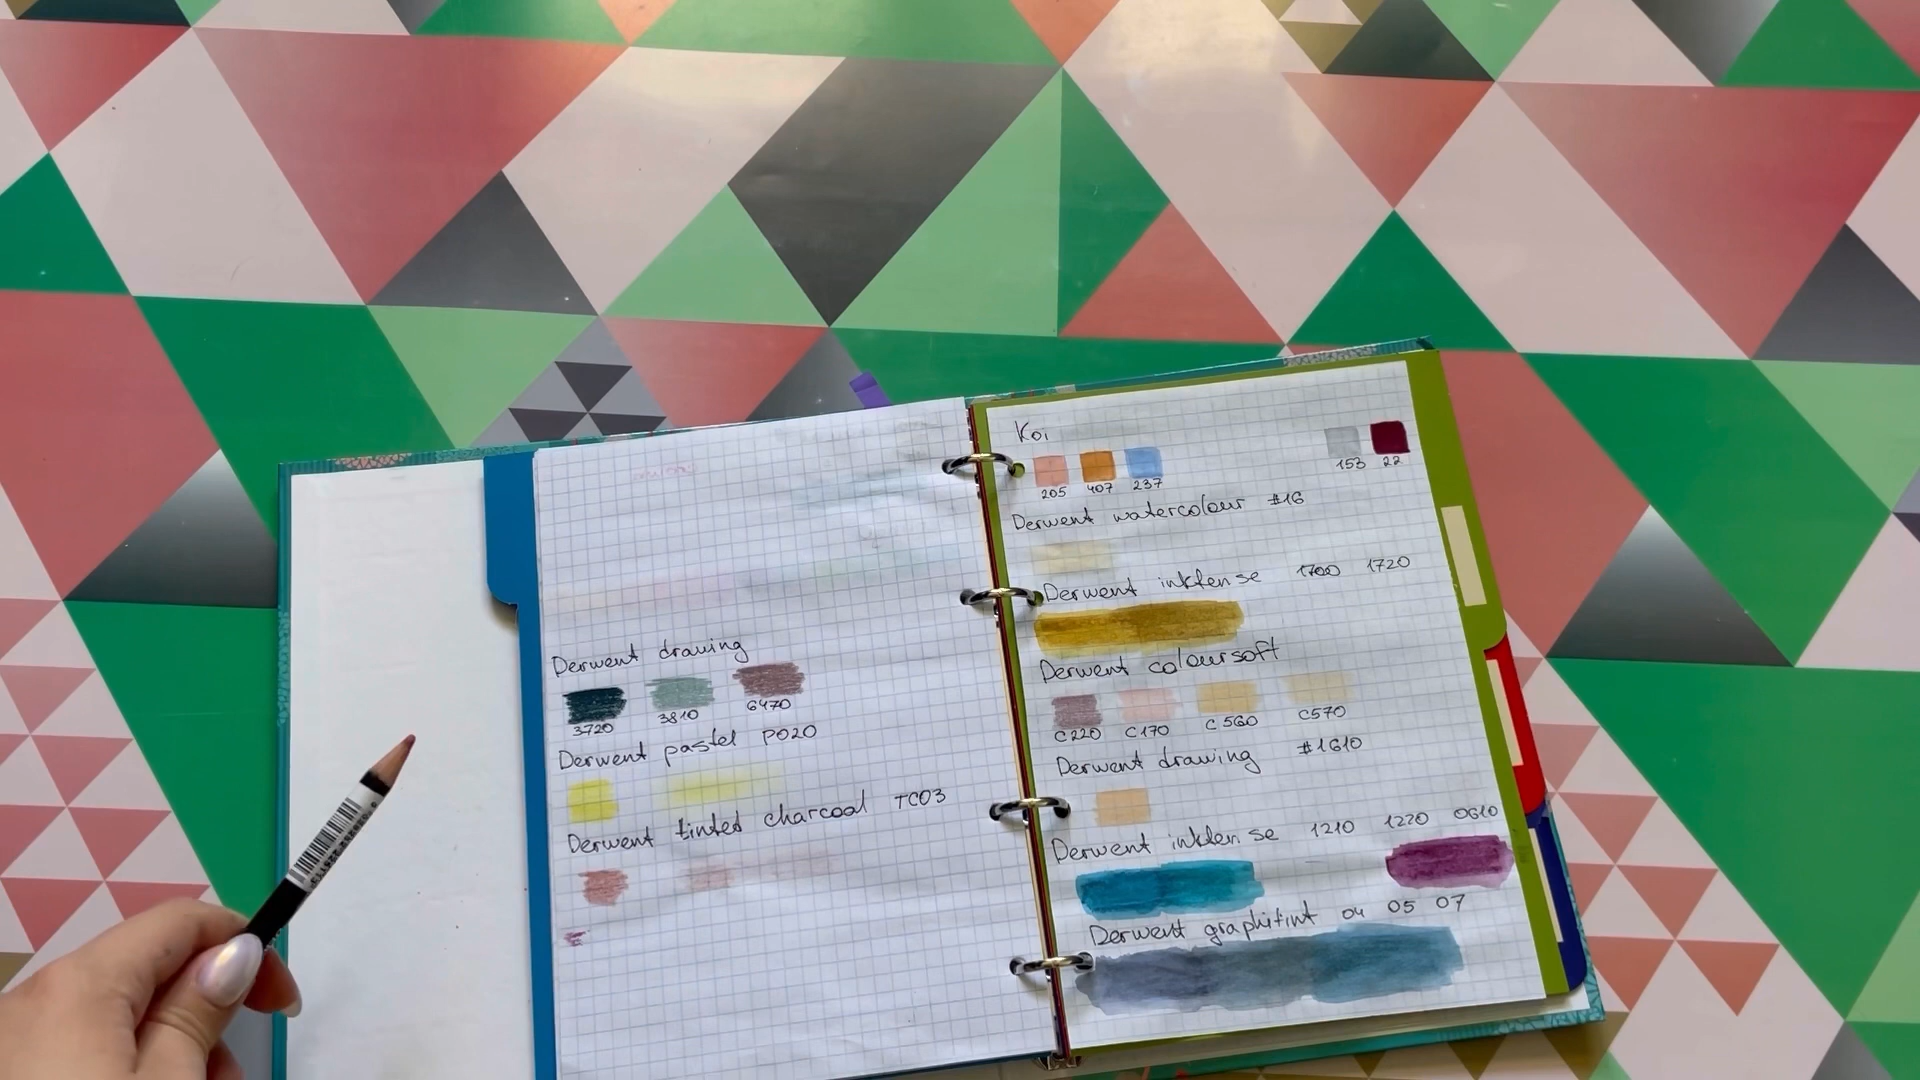 Derwent drawing
3720 3810 6470
Derwent pastel P020
Derwent tinted charcoal TC03
Koi
205 407 237 153 22
Derwent watercolour #16
Derwent inktense 1700 1720
Derwent coloursoft
C220 C170 C560 C570
Derwent drawing #1610
Derwent inktense 1210 1220 0610
Derwent graphitint 04 05 07